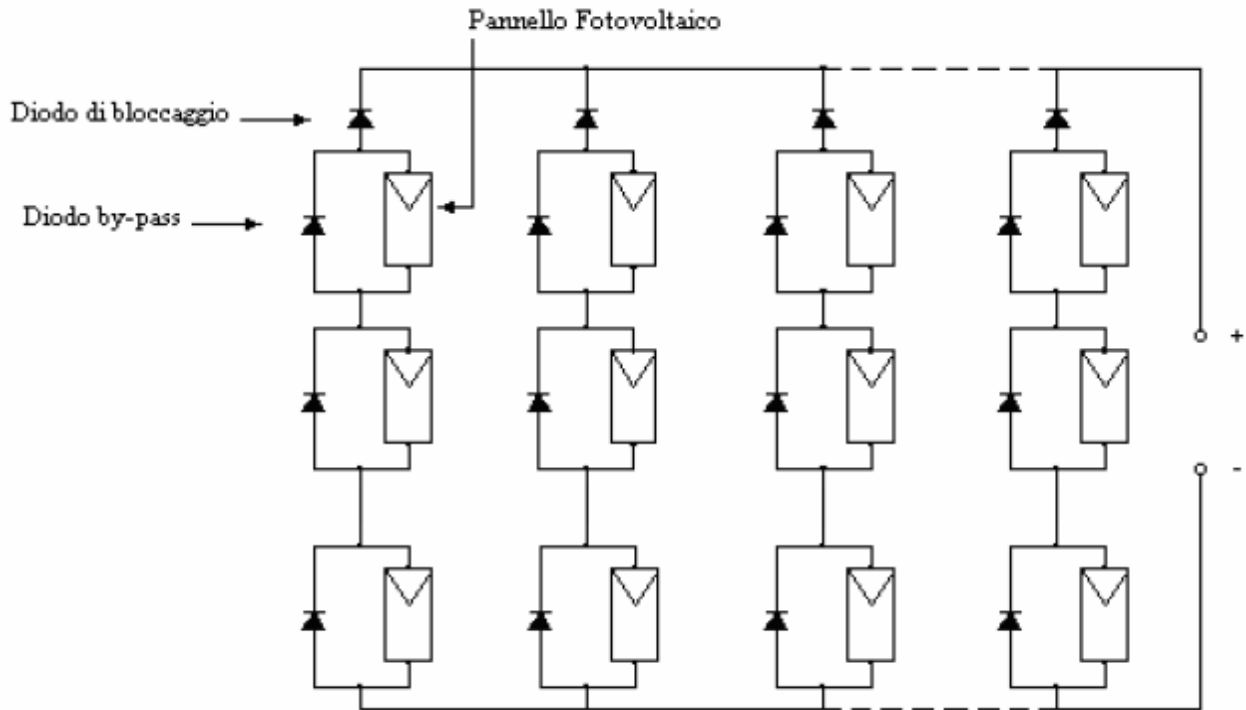 Pannello Fotovoltaico
Diodo di bloccaggio
Diodo by-pass
+
-